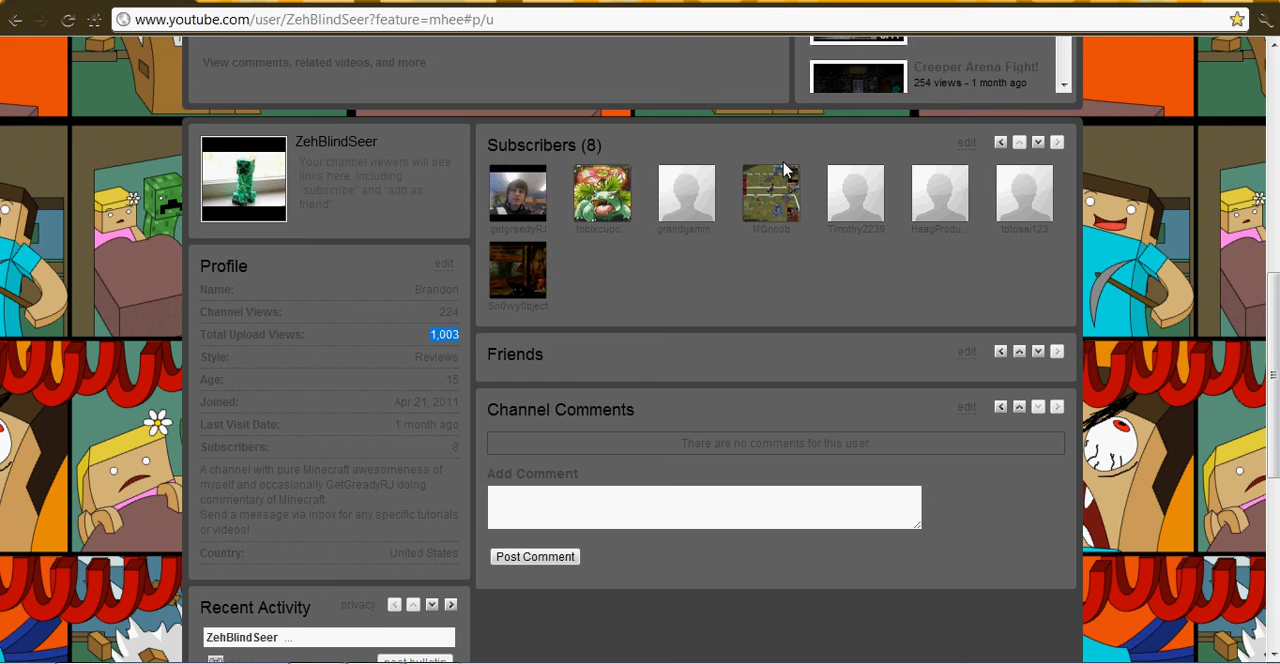 www.youtube.com/user/ZehBlindSeer?feature=mhee#p/u
View comments, related videos, and more
Creeper Arena Fight!
254 views - 1 month ago
ZehBlindSeer
Your channel viewers will see
links here. including
"subscribe" and "add as
friend".
Profile
edit
Name: Brandon
Channel Views: 224
Total Upload Views: 1,003
Style: Reviews
Age: 15
Joined: Apr 21, 2011
Last Visit Date: 1 month ago
Subscribers: 8
A channel with pure Minecraft awesomeness of
myself and occasionally GetGreadyRJ doing
commentary of Minecraft.
Send a message via inbox for any specific tutorials
or videos!
Country: United States
Recent Activity
privacy
ZehBlindSeer ...
post bulletin
Subscribers (8)
edit
getgreedyRJ tobixcupc... grandgamm... MQnoob Timothy2239 HaagProdu... totosai123
Sn0wy0bject
Friends
edit
Channel Comments
edit
There are no comments for this user.
Add Comment
Post Comment